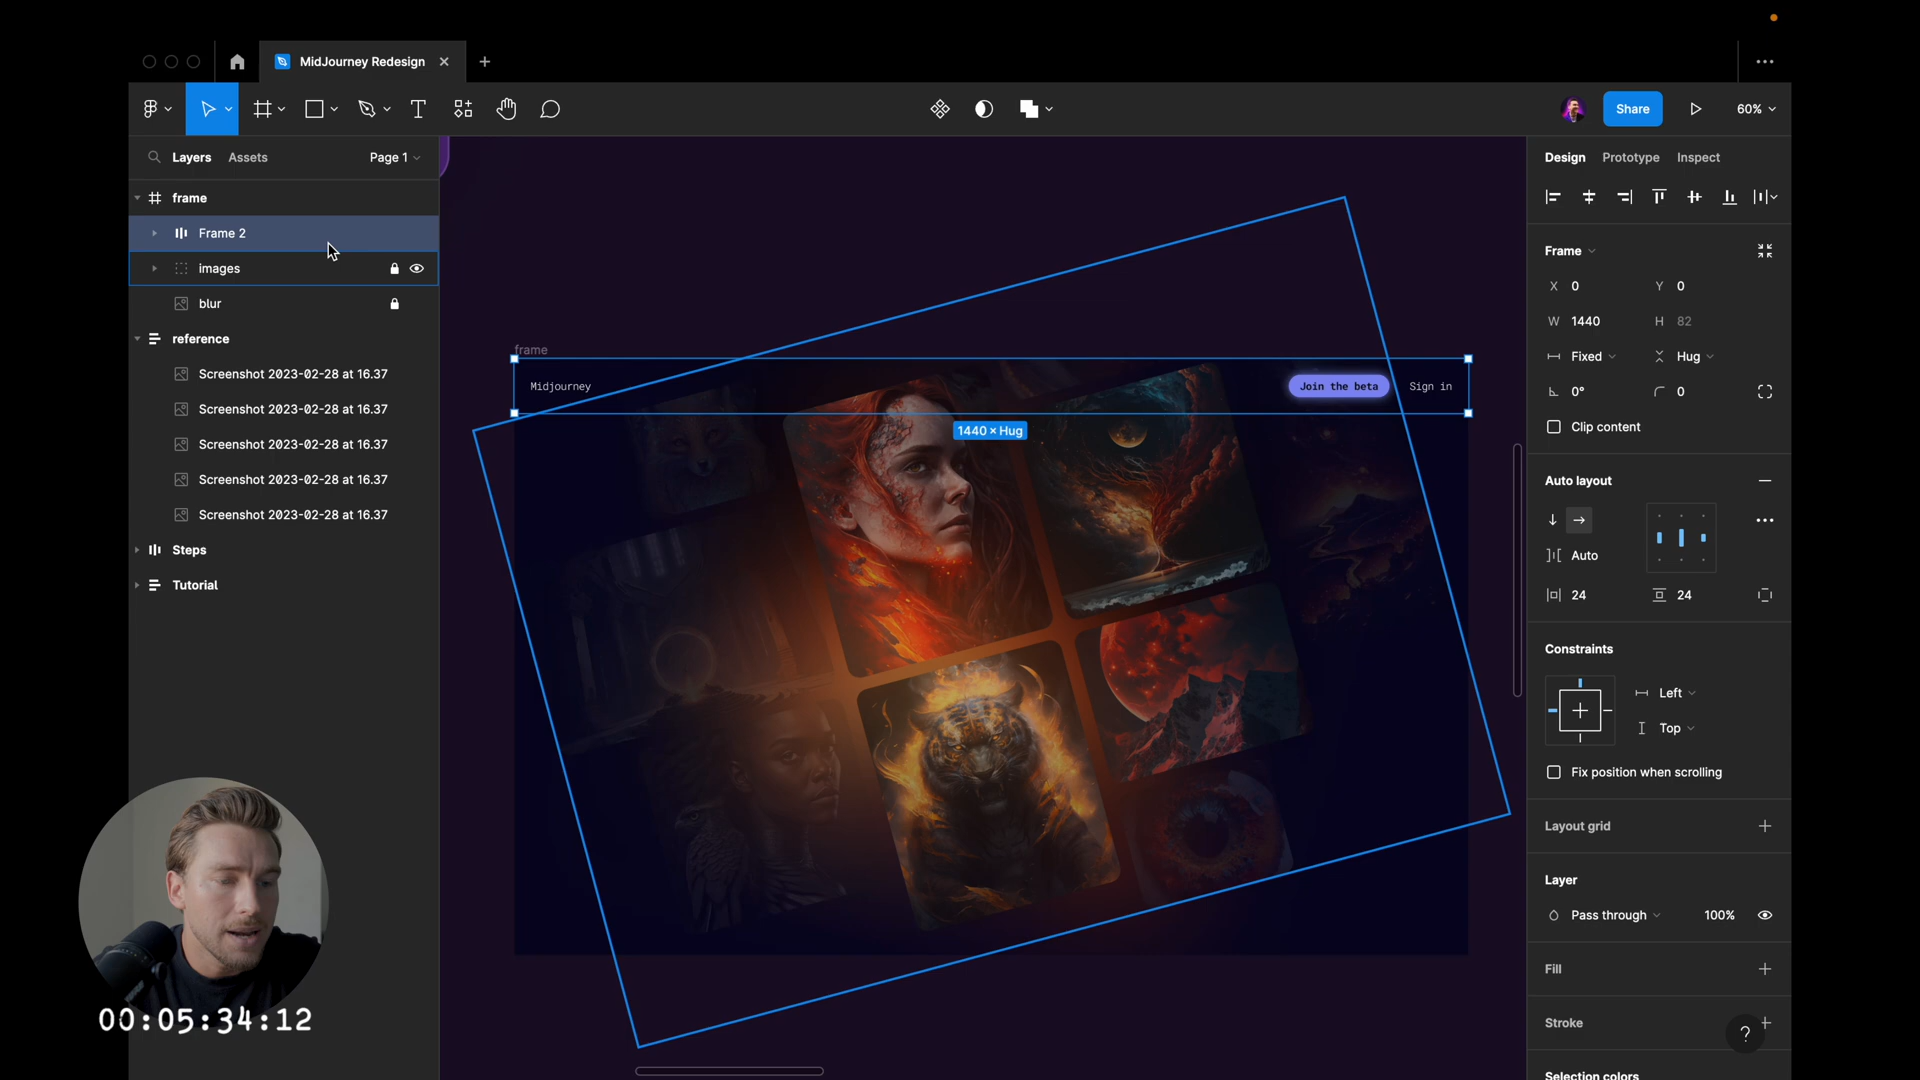 MidJourney Redesign
Share
60%
Layers
Assets
Page 1
frame
Frame 2
images
blur
reference
Screenshot 2023-02-28 at 16.37
Screenshot 2023-02-28 at 16.37
Screenshot 2023-02-28 at 16.37
Screenshot 2023-02-28 at 16.37
Screenshot 2023-02-28 at 16.37
Steps
Tutorial
00:05:34:12
frame
Midjourney
Join the beta
Sign in
1440 × Hug
Design
Prototype
Inspect
Frame
X 0
Y 0
W 1440
H 82
Fixed
Hug
0°
0
Clip content
Auto layout
Auto
24
24
Constraints
Left
Top
Fix position when scrolling
Layout grid
Layer
Pass through
100%
Fill
Stroke
?
Selection colors